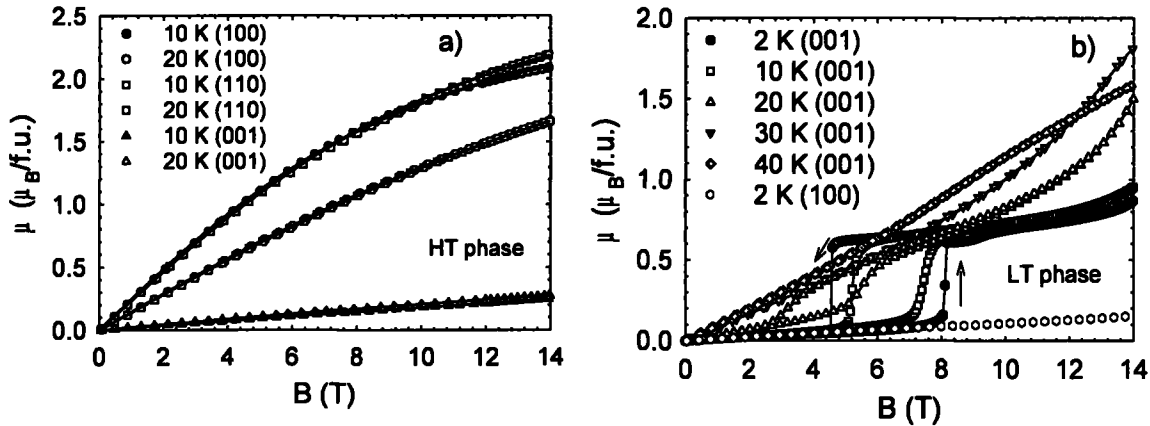 a)
10 K (100)
20 K (100)
10 K (110)
20 K (110)
10 K (001)
20 K (001)
HT phase
μ (μB/f.u.)
2.5
2.0
1.5
1.0
0.5
0.0
0 2 4 6 8 10 12 14
B (T)
b)
2 K (001)
10 K (001)
20 K (001)
30 K (001)
40 K (001)
2 K (100)
LT phase
μ (μB/f.u.)
2.0
1.5
1.0
0.5
0.0
0 2 4 6 8 10 12 14
B (T)